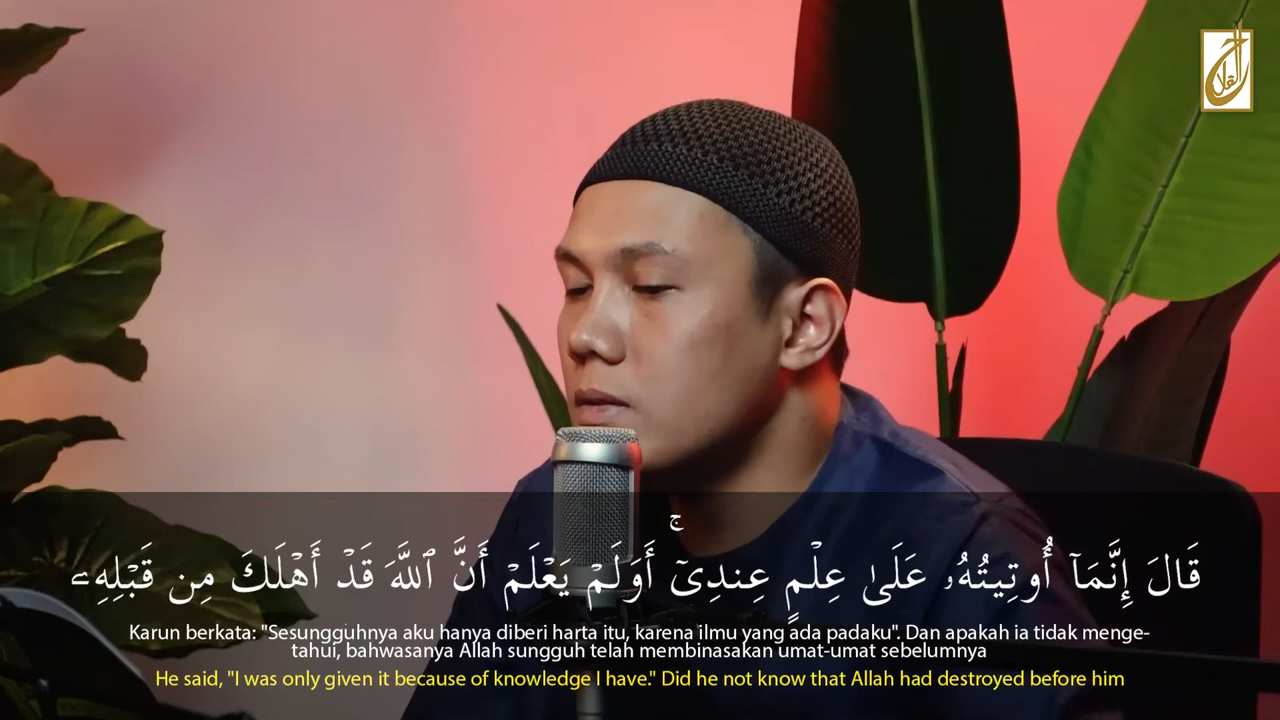 العلا
قَالَ إِنَّمَآ أُوتِيتُهُۥ عَلَىٰ عِلْمٍ عِندِىٓ ۚ أَوَلَمْ يَعْلَمْ أَنَّ ٱللَّهَ قَدْ أَهْلَكَ مِن قَبْلِهِۦ
Karun berkata: "Sesungguhnya aku hanya diberi harta itu, karena ilmu yang ada padaku". Dan apakah ia tidak menge-
tahui, bahwasanya Allah sungguh telah membinasakan umat-umat sebelumnya
He said, "I was only given it because of knowledge I have." Did he not know that Allah had destroyed before him